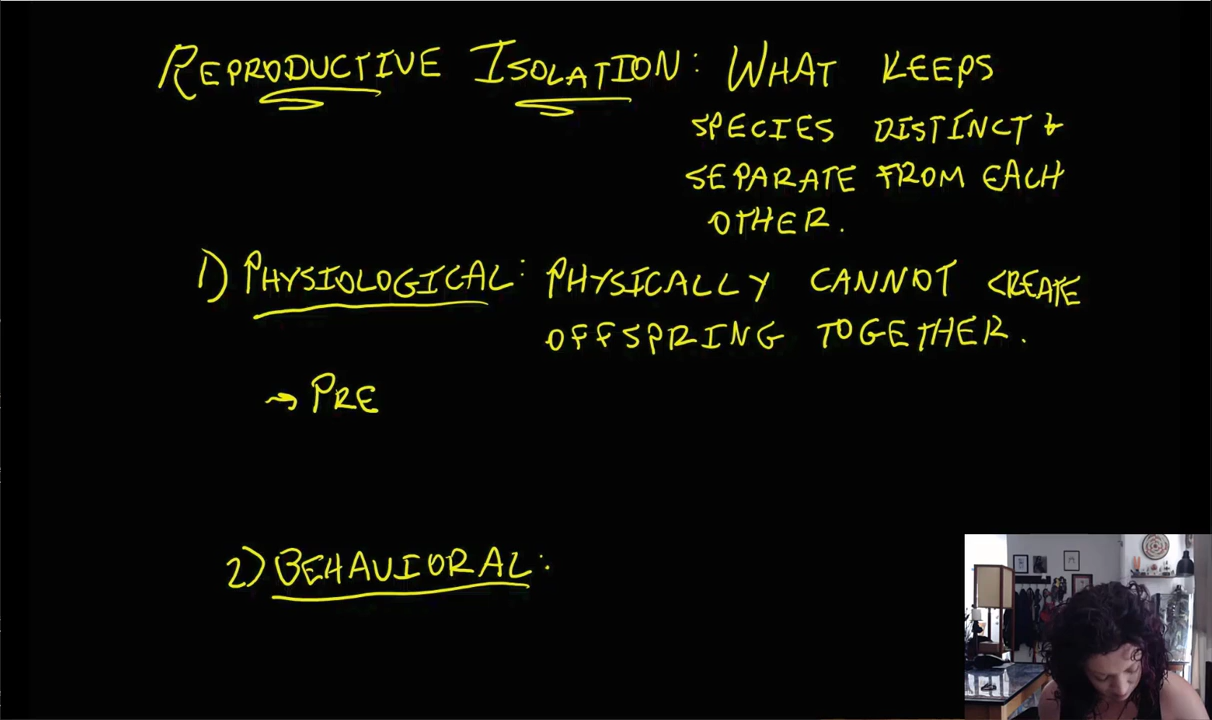 REPRODUCTIVE ISOLATION: WHAT KEEPS
SPECIES DISTINCT &
SEPARATE FROM EACH
OTHER.
1) PHYSIOLOGICAL: PHYSICALLY CANNOT CREATE
OFFSPRING TOGETHER.
→ PRE
2) BEHAVIORAL: